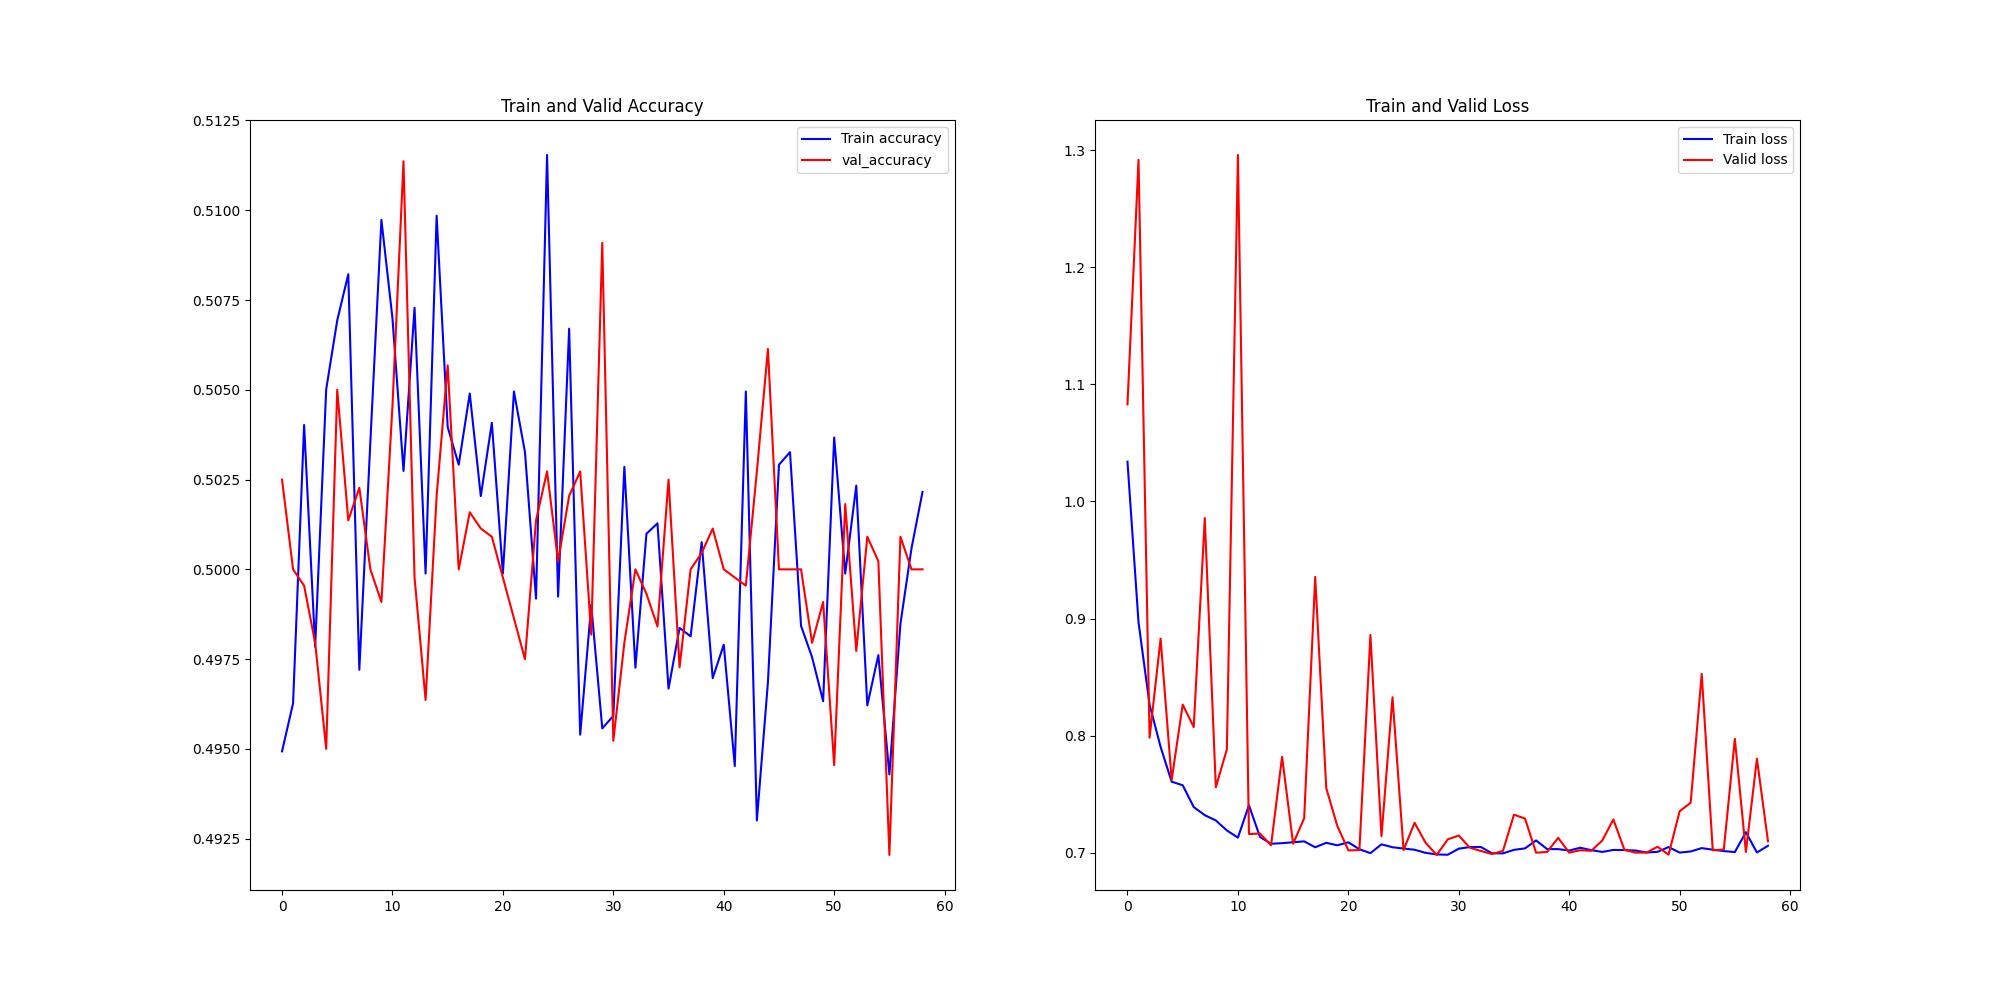 Train and Valid Accuracy
0.5125
0.5100
0.5075
0.5050
0.5025
0.5000
0.4975
0.4950
0.4925
0 10 20 30 40 50 60
Train accuracy
val_accuracy
Train and Valid Loss
1.3
1.2
1.1
1.0
0.9
0.8
0.7
0 10 20 30 40 50 60
Train loss
Valid loss